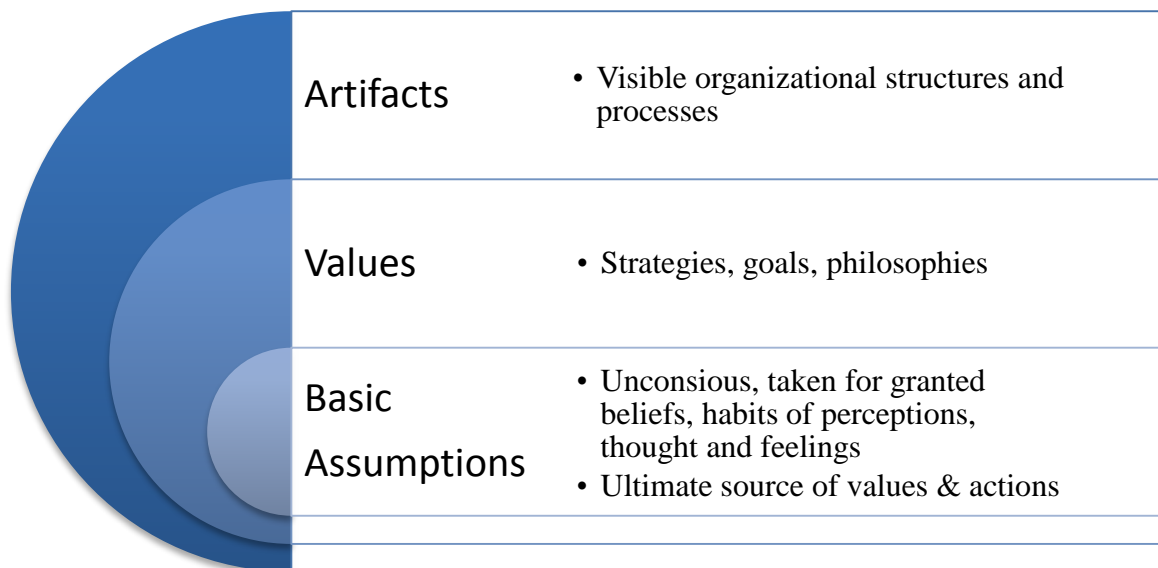 Artifacts
• Visible organizational structures and
processes
Values
• Strategies, goals, philosophies
Basic
Assumptions
• Unconsious, taken for granted
beliefs, habits of perceptions,
thought and feelings
• Ultimate source of values & actions